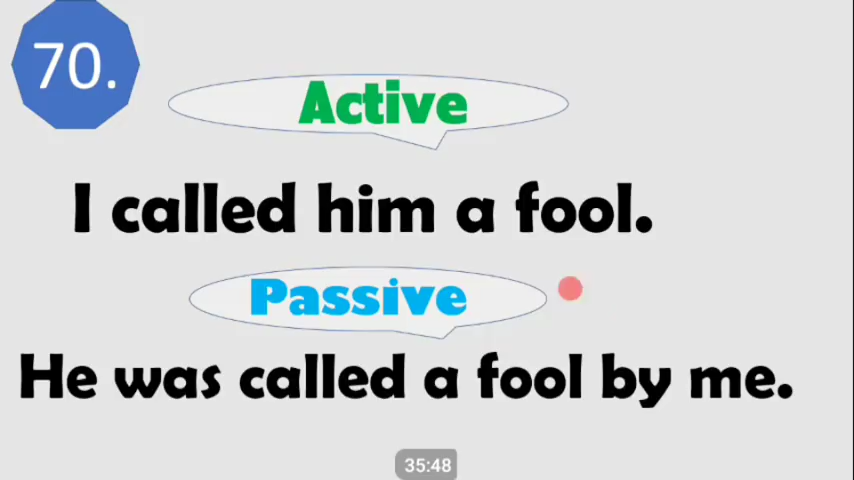 70.
Active
I called him a fool.
Passive
He was called a fool by me.
35:48